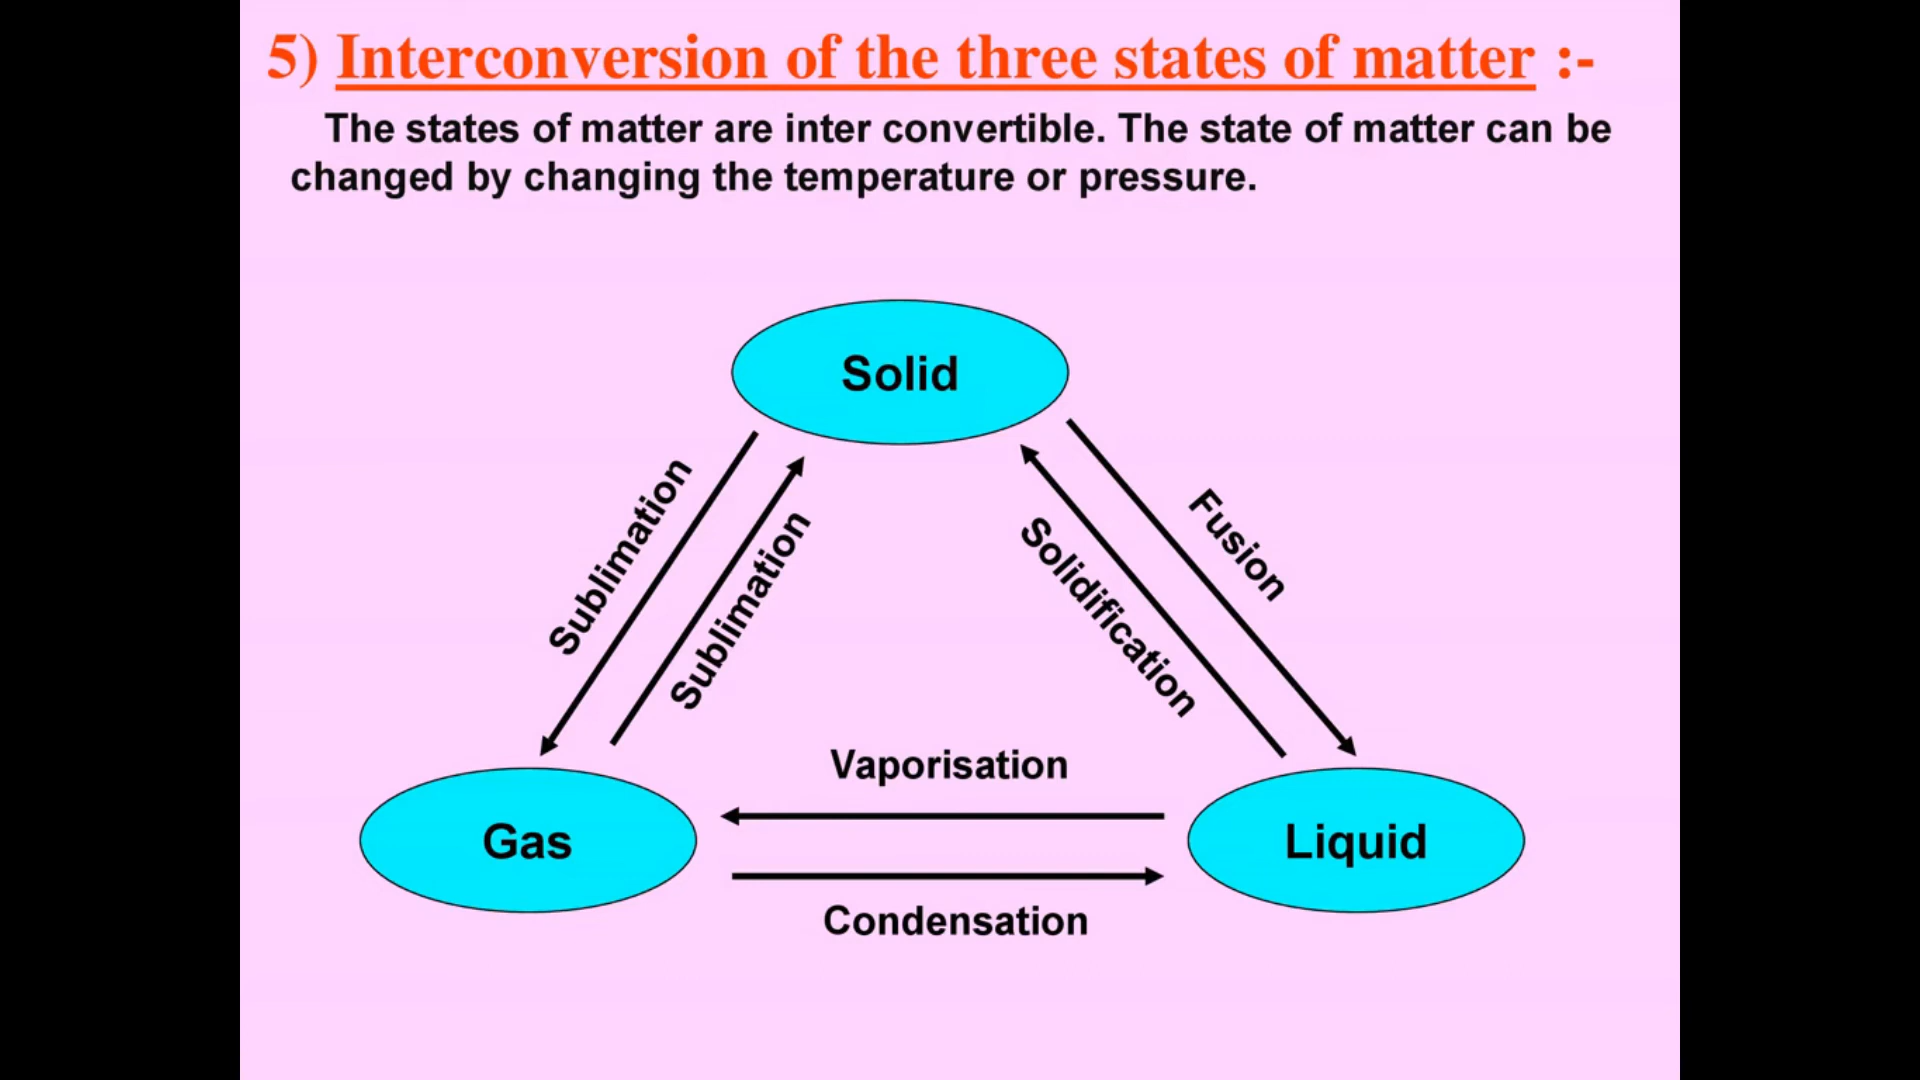 5) Interconversion of the three states of matter :-
The states of matter are inter convertible. The state of matter can be
changed by changing the temperature or pressure.
Solid
Sublimation
Sublimation
Solidification
Fusion
Vaporisation
Gas
Liquid
Condensation